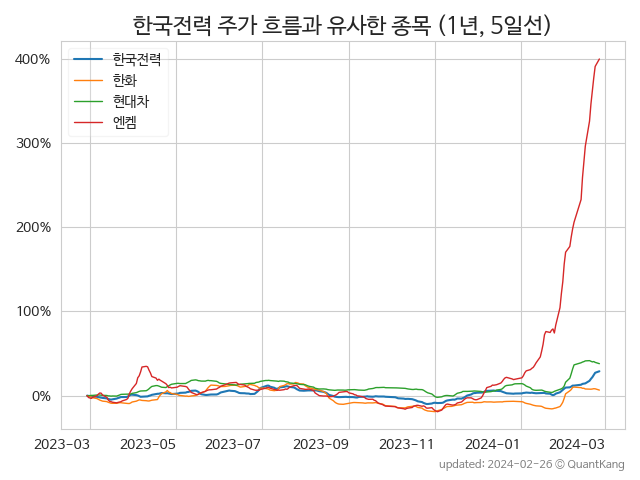 한국전력 주가 흐름과 유사한 종목 (1년, 5일선)
400%
300%
200%
100%
0%
한국전력
한화
현대차
엔켐
2023-03 2023-05 2023-07 2023-09 2023-11 2024-01 2024-03
updated: 2024-02-26 © QuantKang